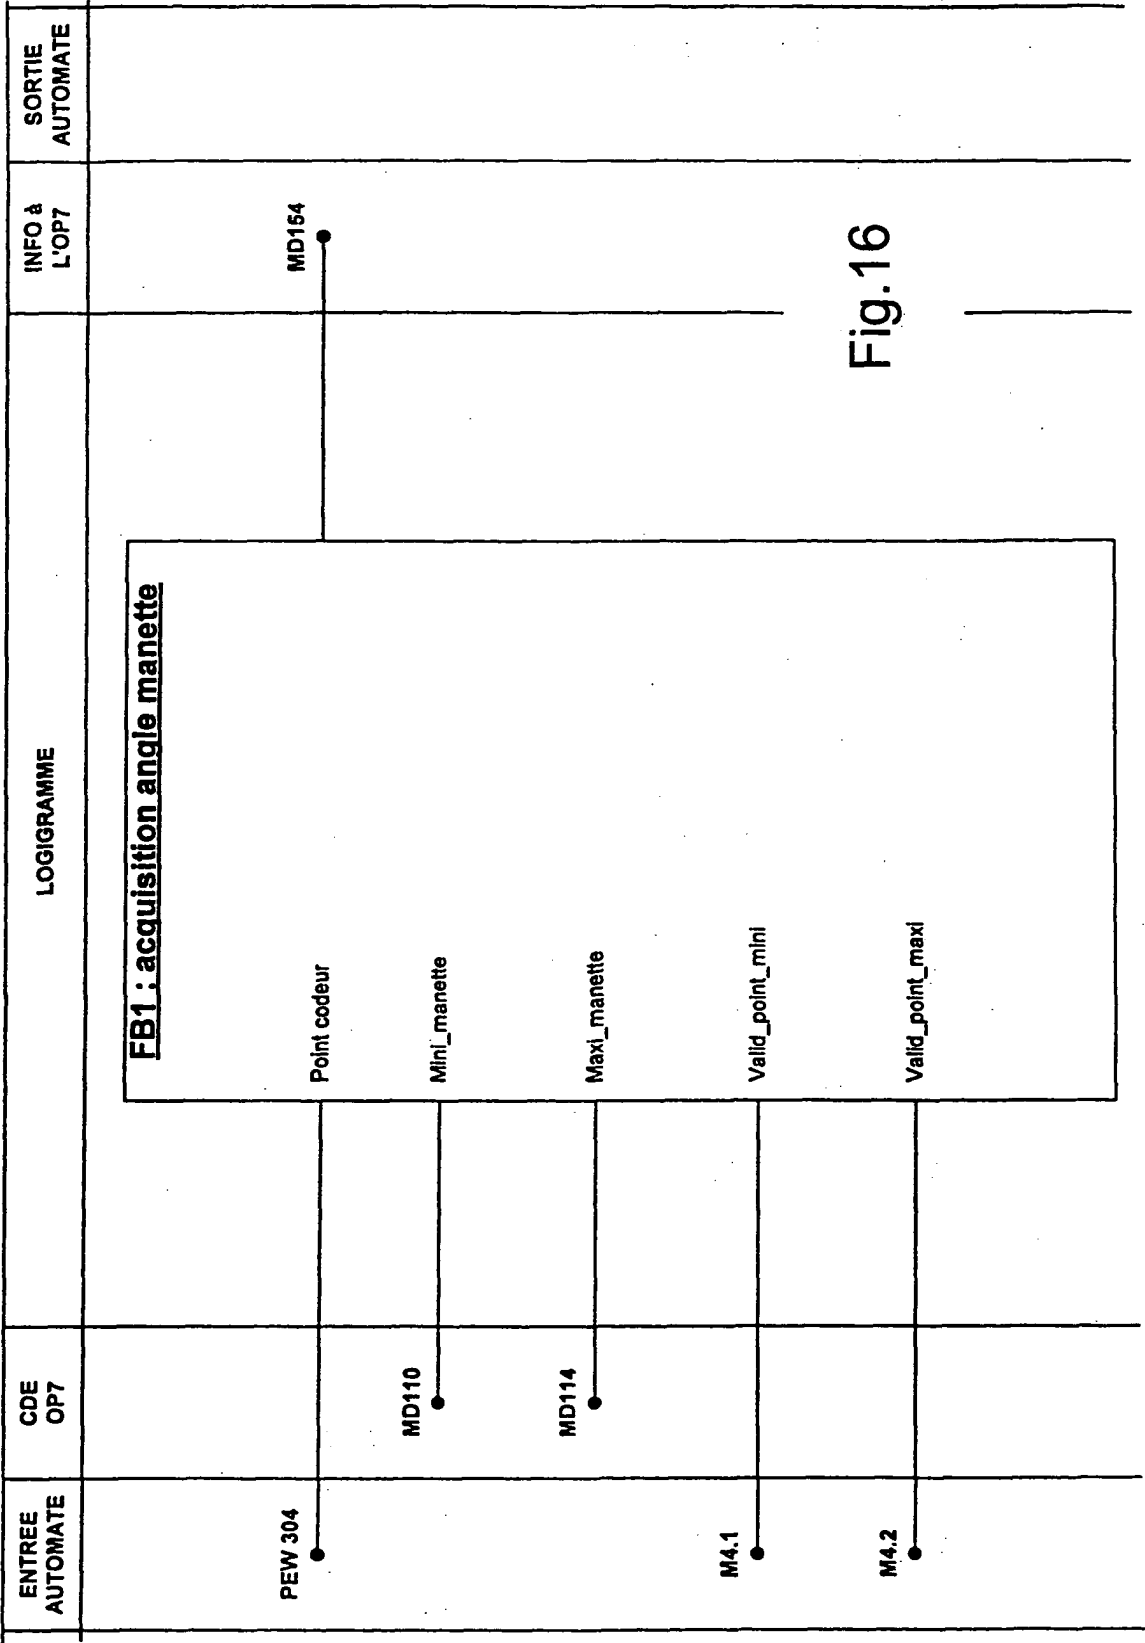 ENTREE
AUTOMATE
CDE
OP7
LOGIGRAMME
INFO à
L'OP7
SORTIE
AUTOMATE
FB1 : acquisition angle manette
PEW 304
Point codeur
MD154
MD110
Mini_manette
MD114
Maxi_manette
M4.1
Valid_point_mini
M4.2
Valid_point_maxi
Fig.16